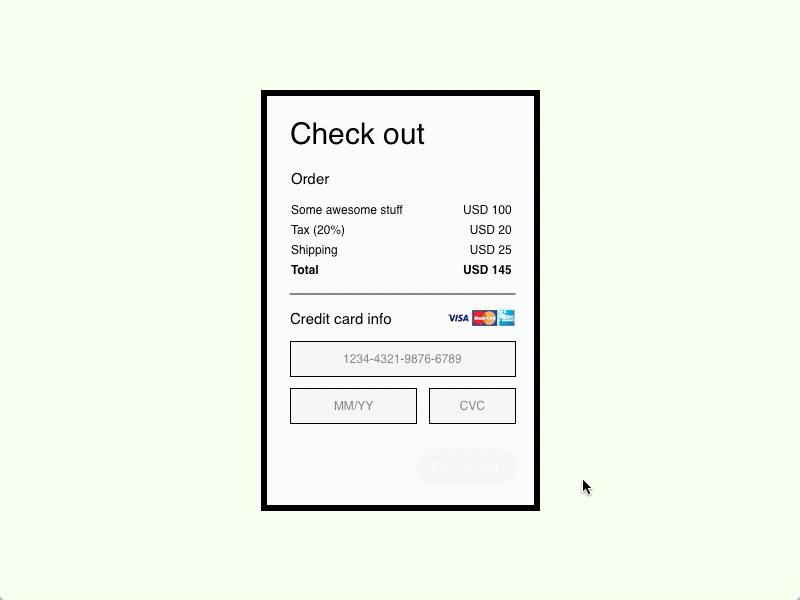 Check out
Order
Some awesome stuff USD 100
Tax (20%) USD 20
Shipping USD 25
Total USD 145
Credit card info VISA MasterCard
1234-4321-9876-6789
MM/YY CVC